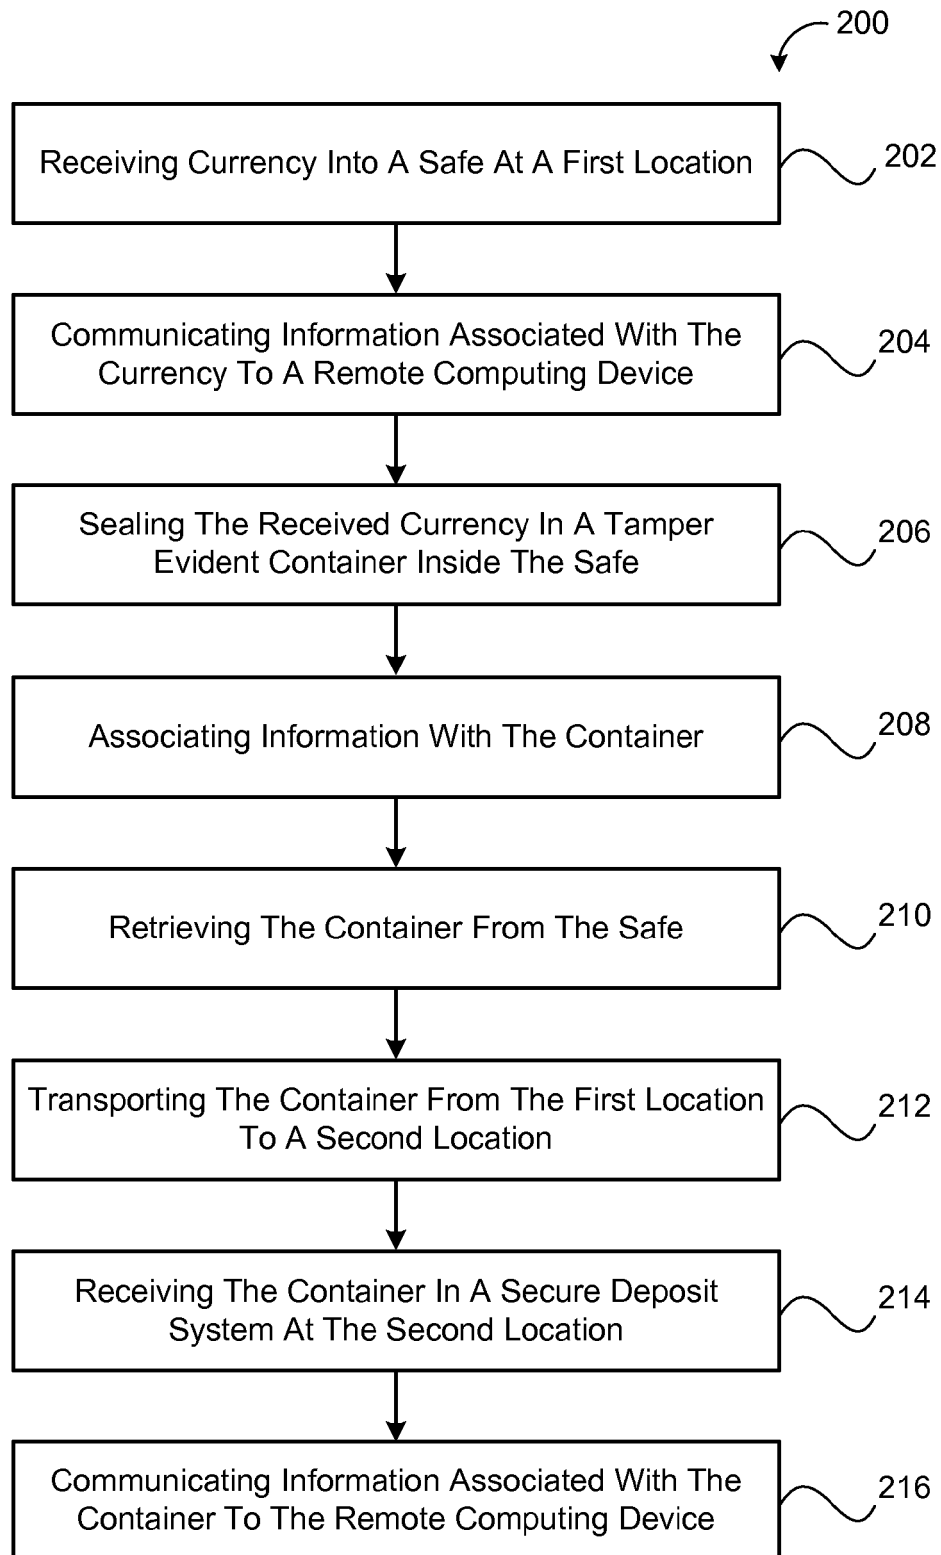 200
Receiving Currency Into A Safe At A First Location
202
Communicating Information Associated With The
Currency To A Remote Computing Device
204
Sealing The Received Currency In A Tamper
Evident Container Inside The Safe
206
Associating Information With The Container
208
Retrieving The Container From The Safe
210
Transporting The Container From The First Location
To A Second Location
212
Receiving The Container In A Secure Deposit
System At The Second Location
214
Communicating Information Associated With The
Container To The Remote Computing Device
216